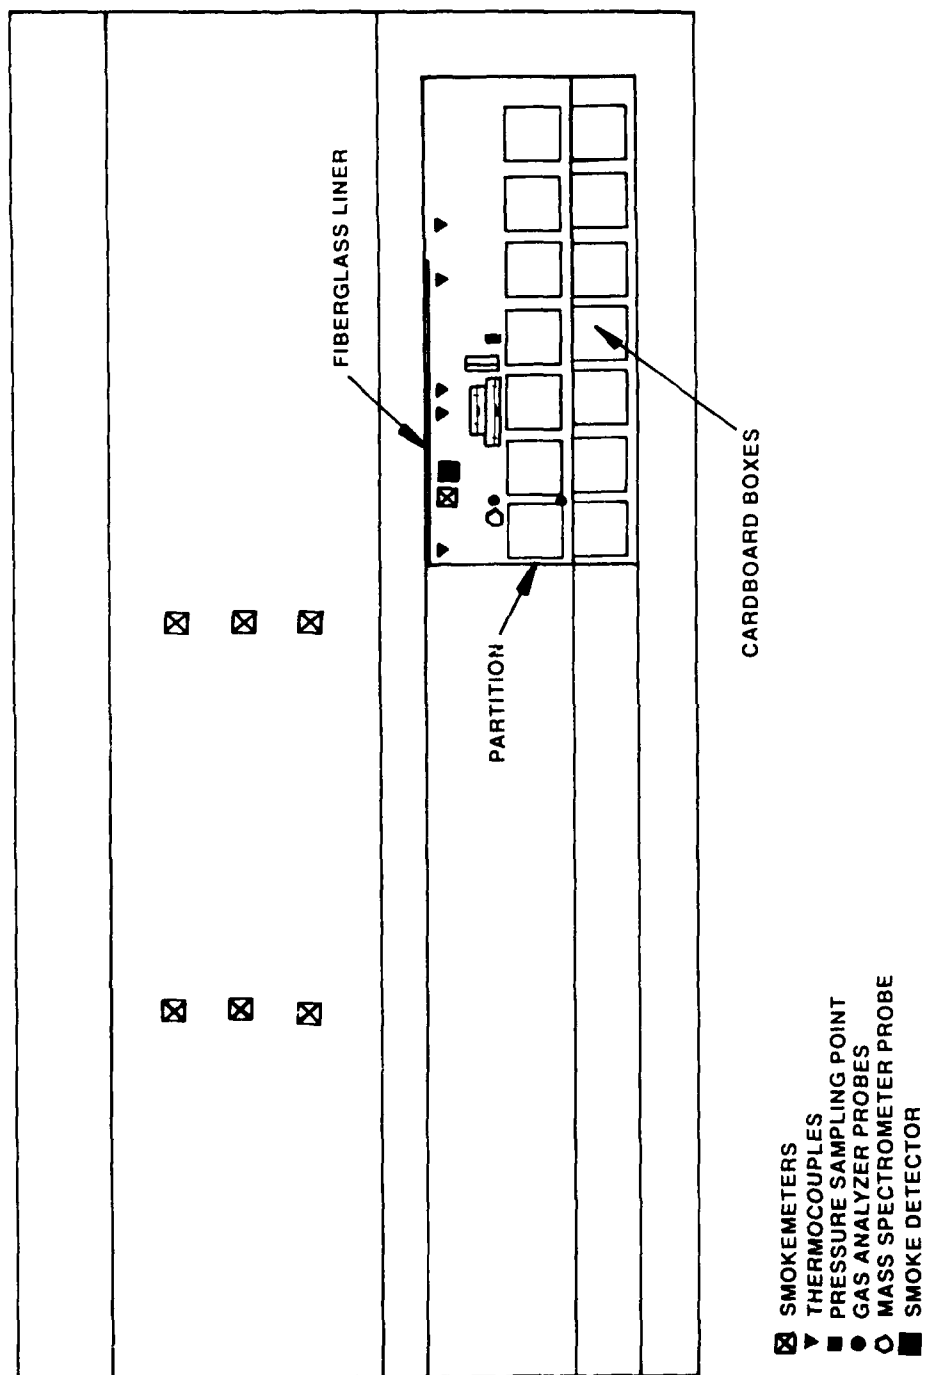 FIBERGLASS LINER
PARTITION
CARDBOARD BOXES
SMOKEMETERS
THERMOCOUPLES
PRESSURE SAMPLING POINT
GAS ANALYZER PROBES
MASS SPECTROMETER PROBE
SMOKE DETECTOR